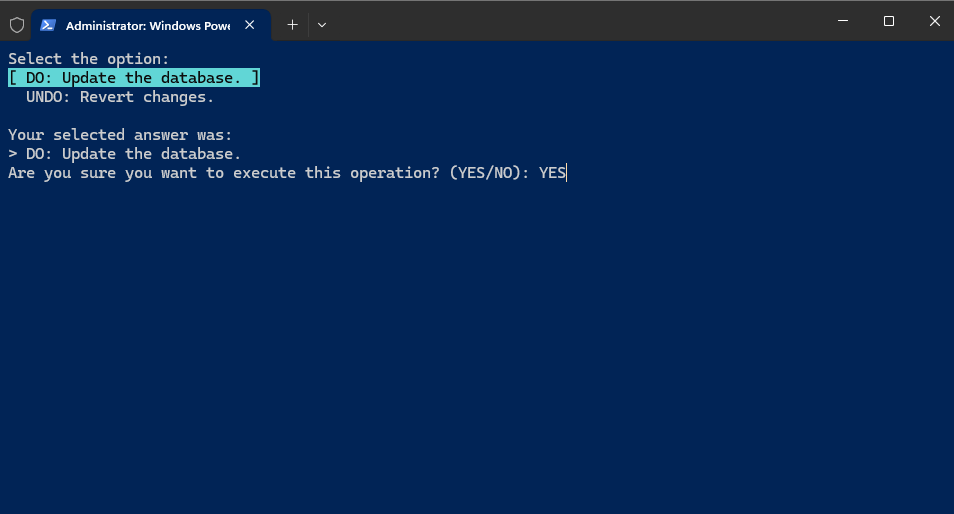 Administrator: Windows Powe
Select the option:
[ DO: Update the database. ]
UNDO: Revert changes.
Your selected answer was:
> DO: Update the database.
Are you sure you want to execute this operation? (YES/NO): YES